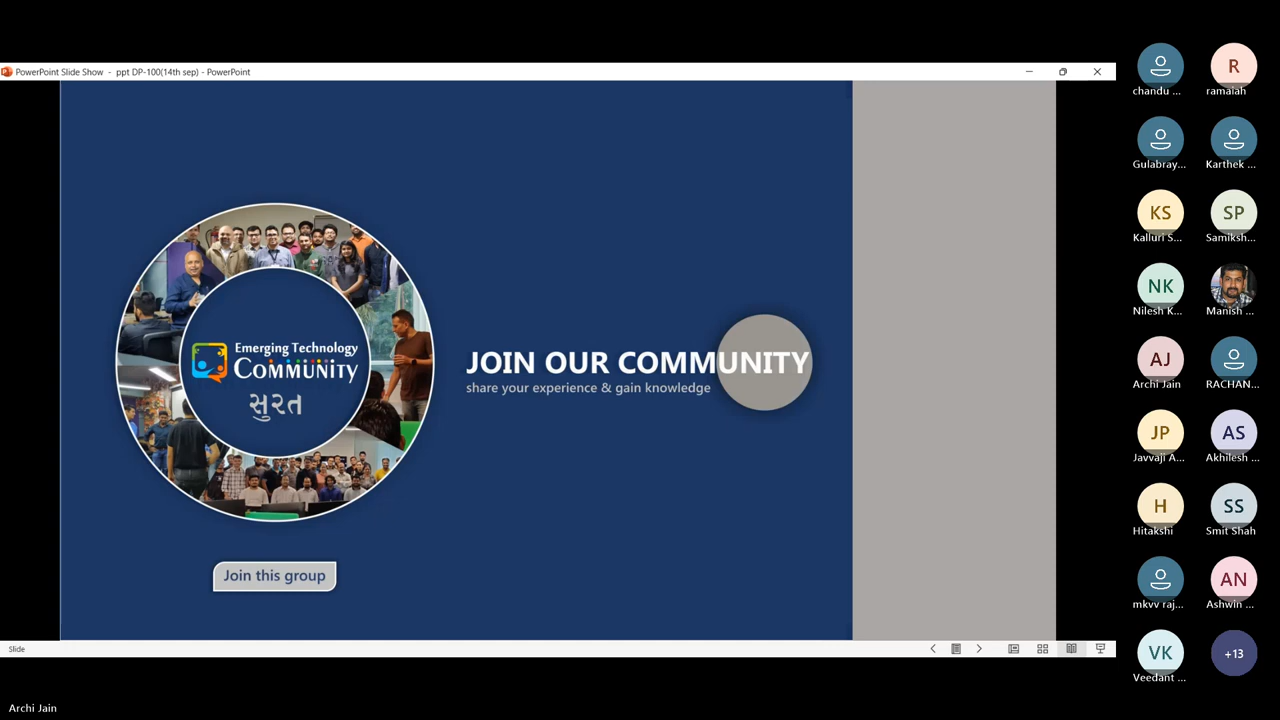 PowerPoint Slide Show - ppt DP-100(14th sep) - PowerPoint
Emerging Technology
COMMUNITY
સુરત
JOIN OUR COMMUNITY
share your experience & gain knowledge
Join this group
Slide
Archi Jain
chandu ...
R
ramaiah
Gulabray...
Karthek ...
KS
Kalluri S...
SP
Samiksh...
NK
Nilesh K...
Manish ...
AJ
Archi Jain
RACHAN...
JP
Javvaji A...
AS
Akhilesh ...
H
Hitakshi
SS
Smit Shah
mkvv raj...
AN
Ashwin ...
VK
Veedant ...
+13